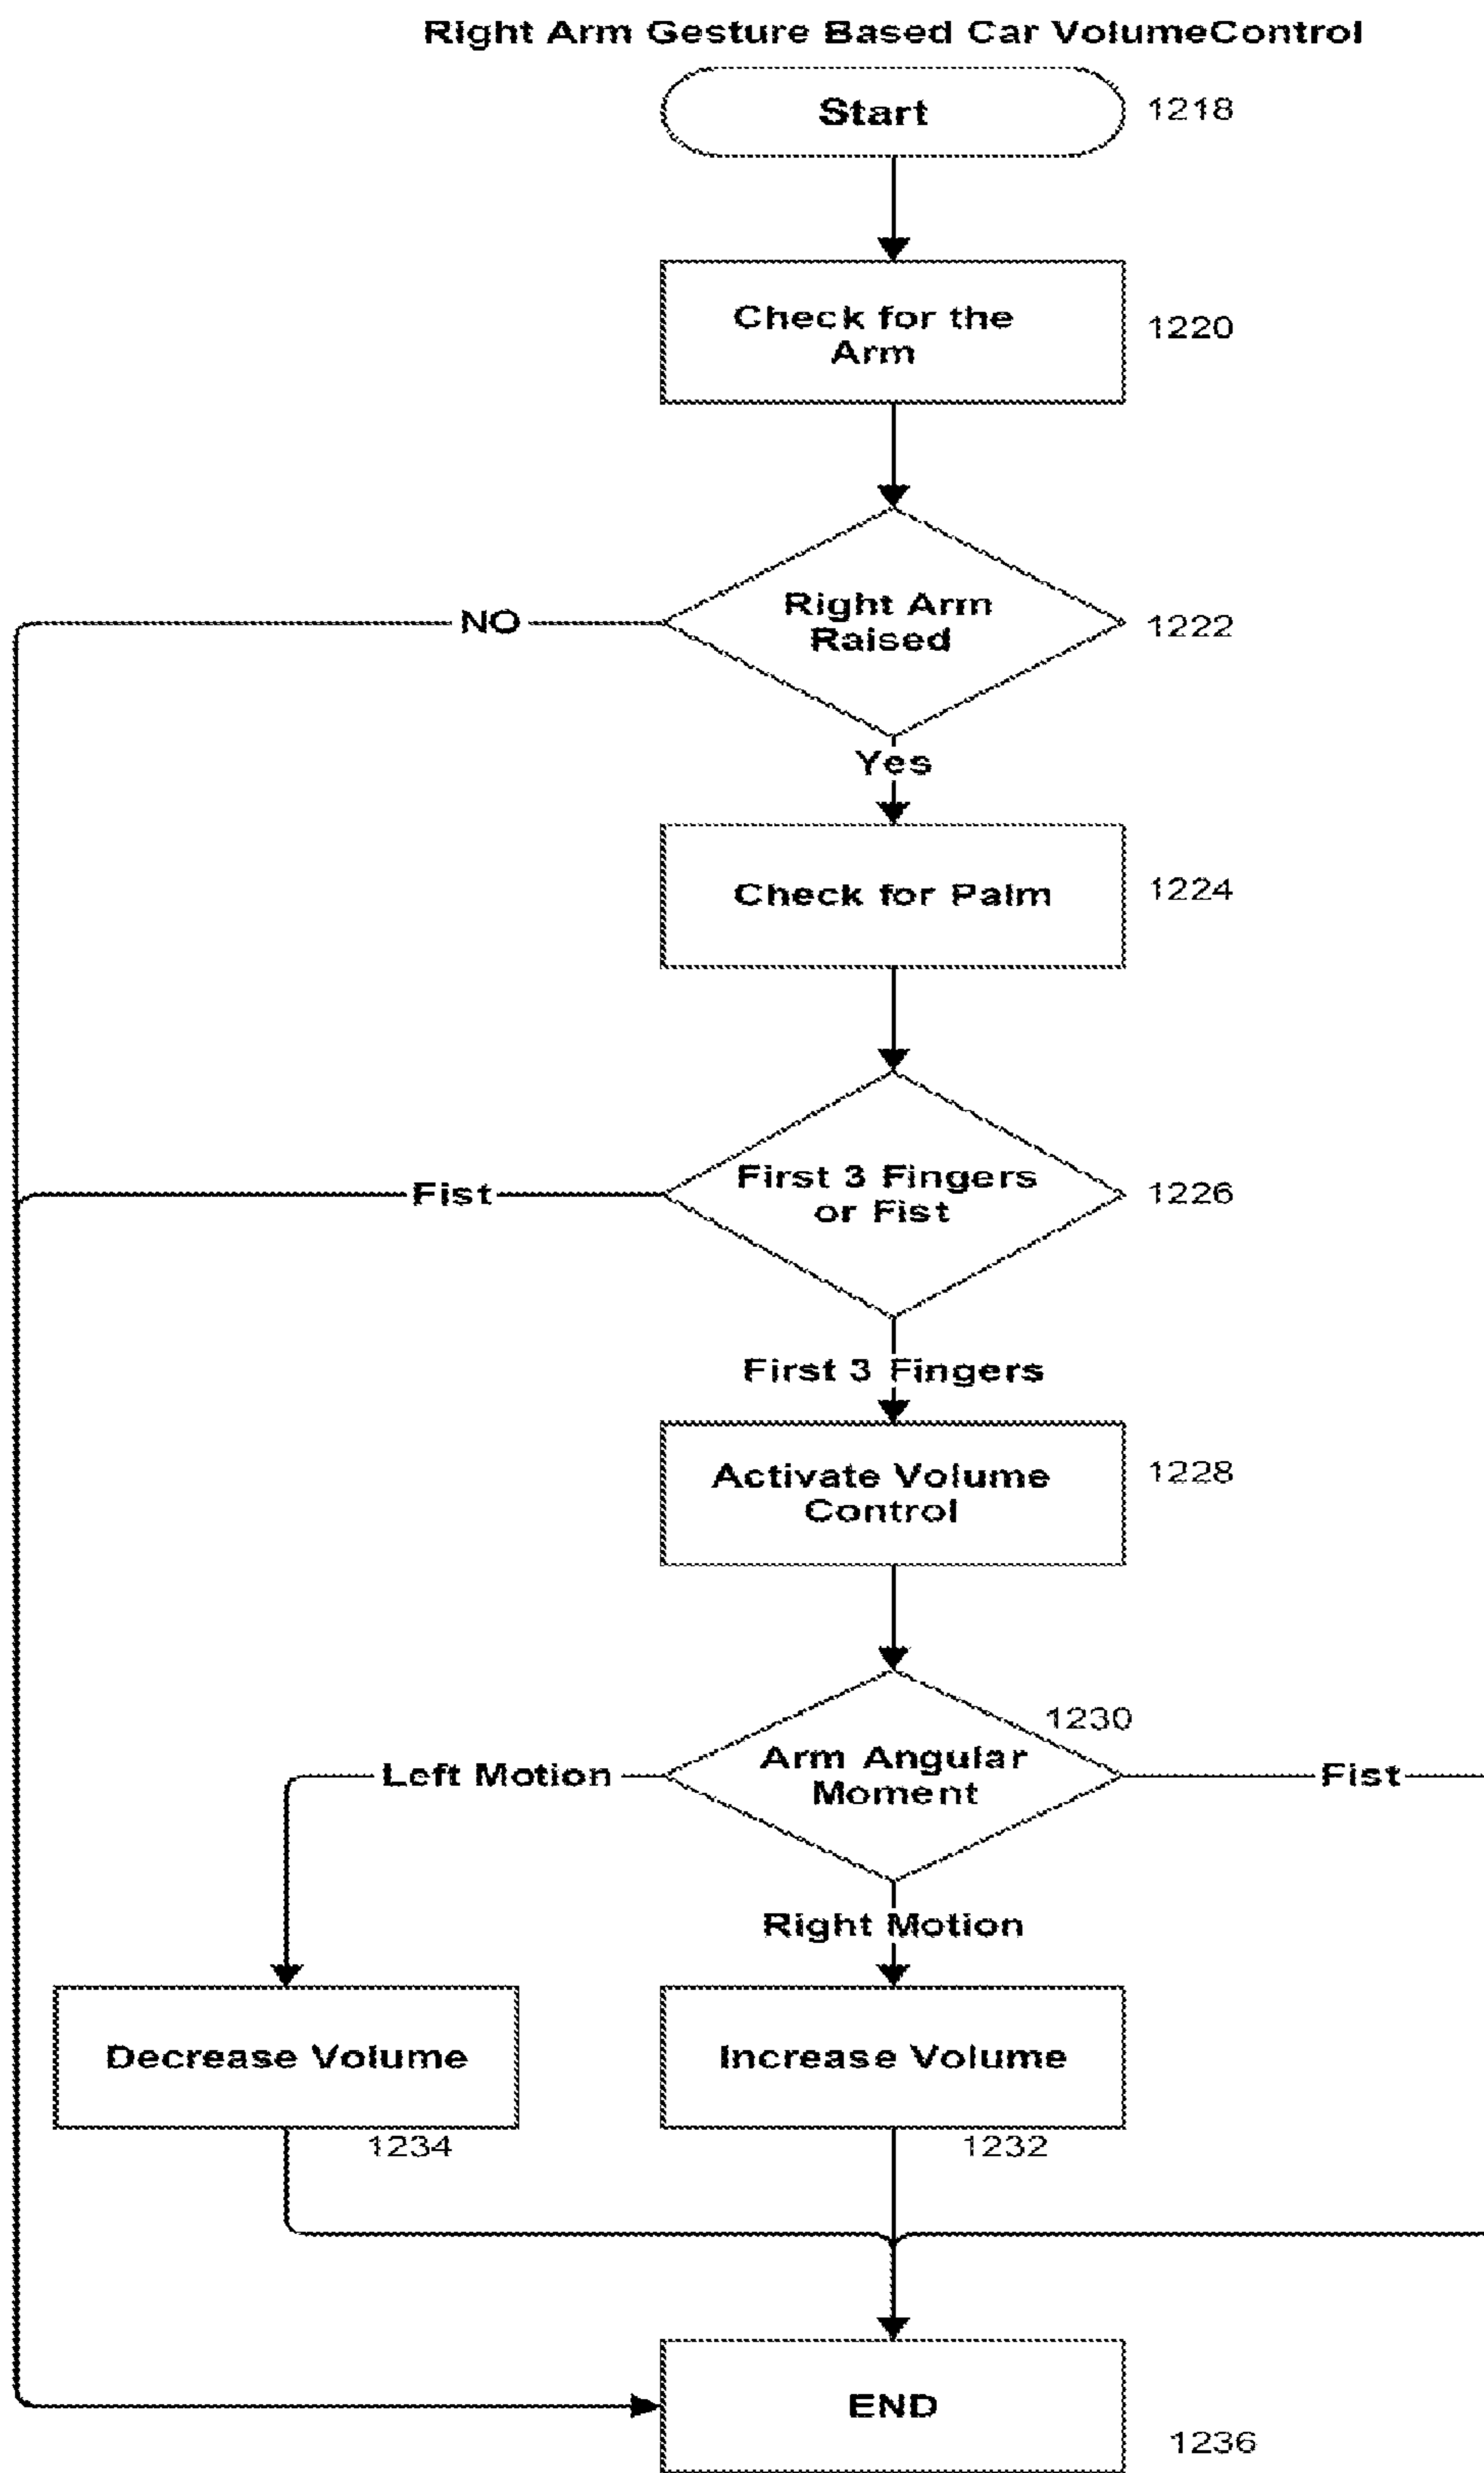 Right Arm Gesture Based Car VolumeControl
Start
1218
Check for the
Arm
1220
Right Arm
Raised
1222
NO
Yes
Check for Palm
1224
First 3 Fingers
or Fist
1226
Fist
First 3 Fingers
Activate Volume
Control
1228
1230
Arm Angular
Moment
Left Motion
Fist
Right Motion
Decrease Volume
1234
Increase Volume
1232
END
1236